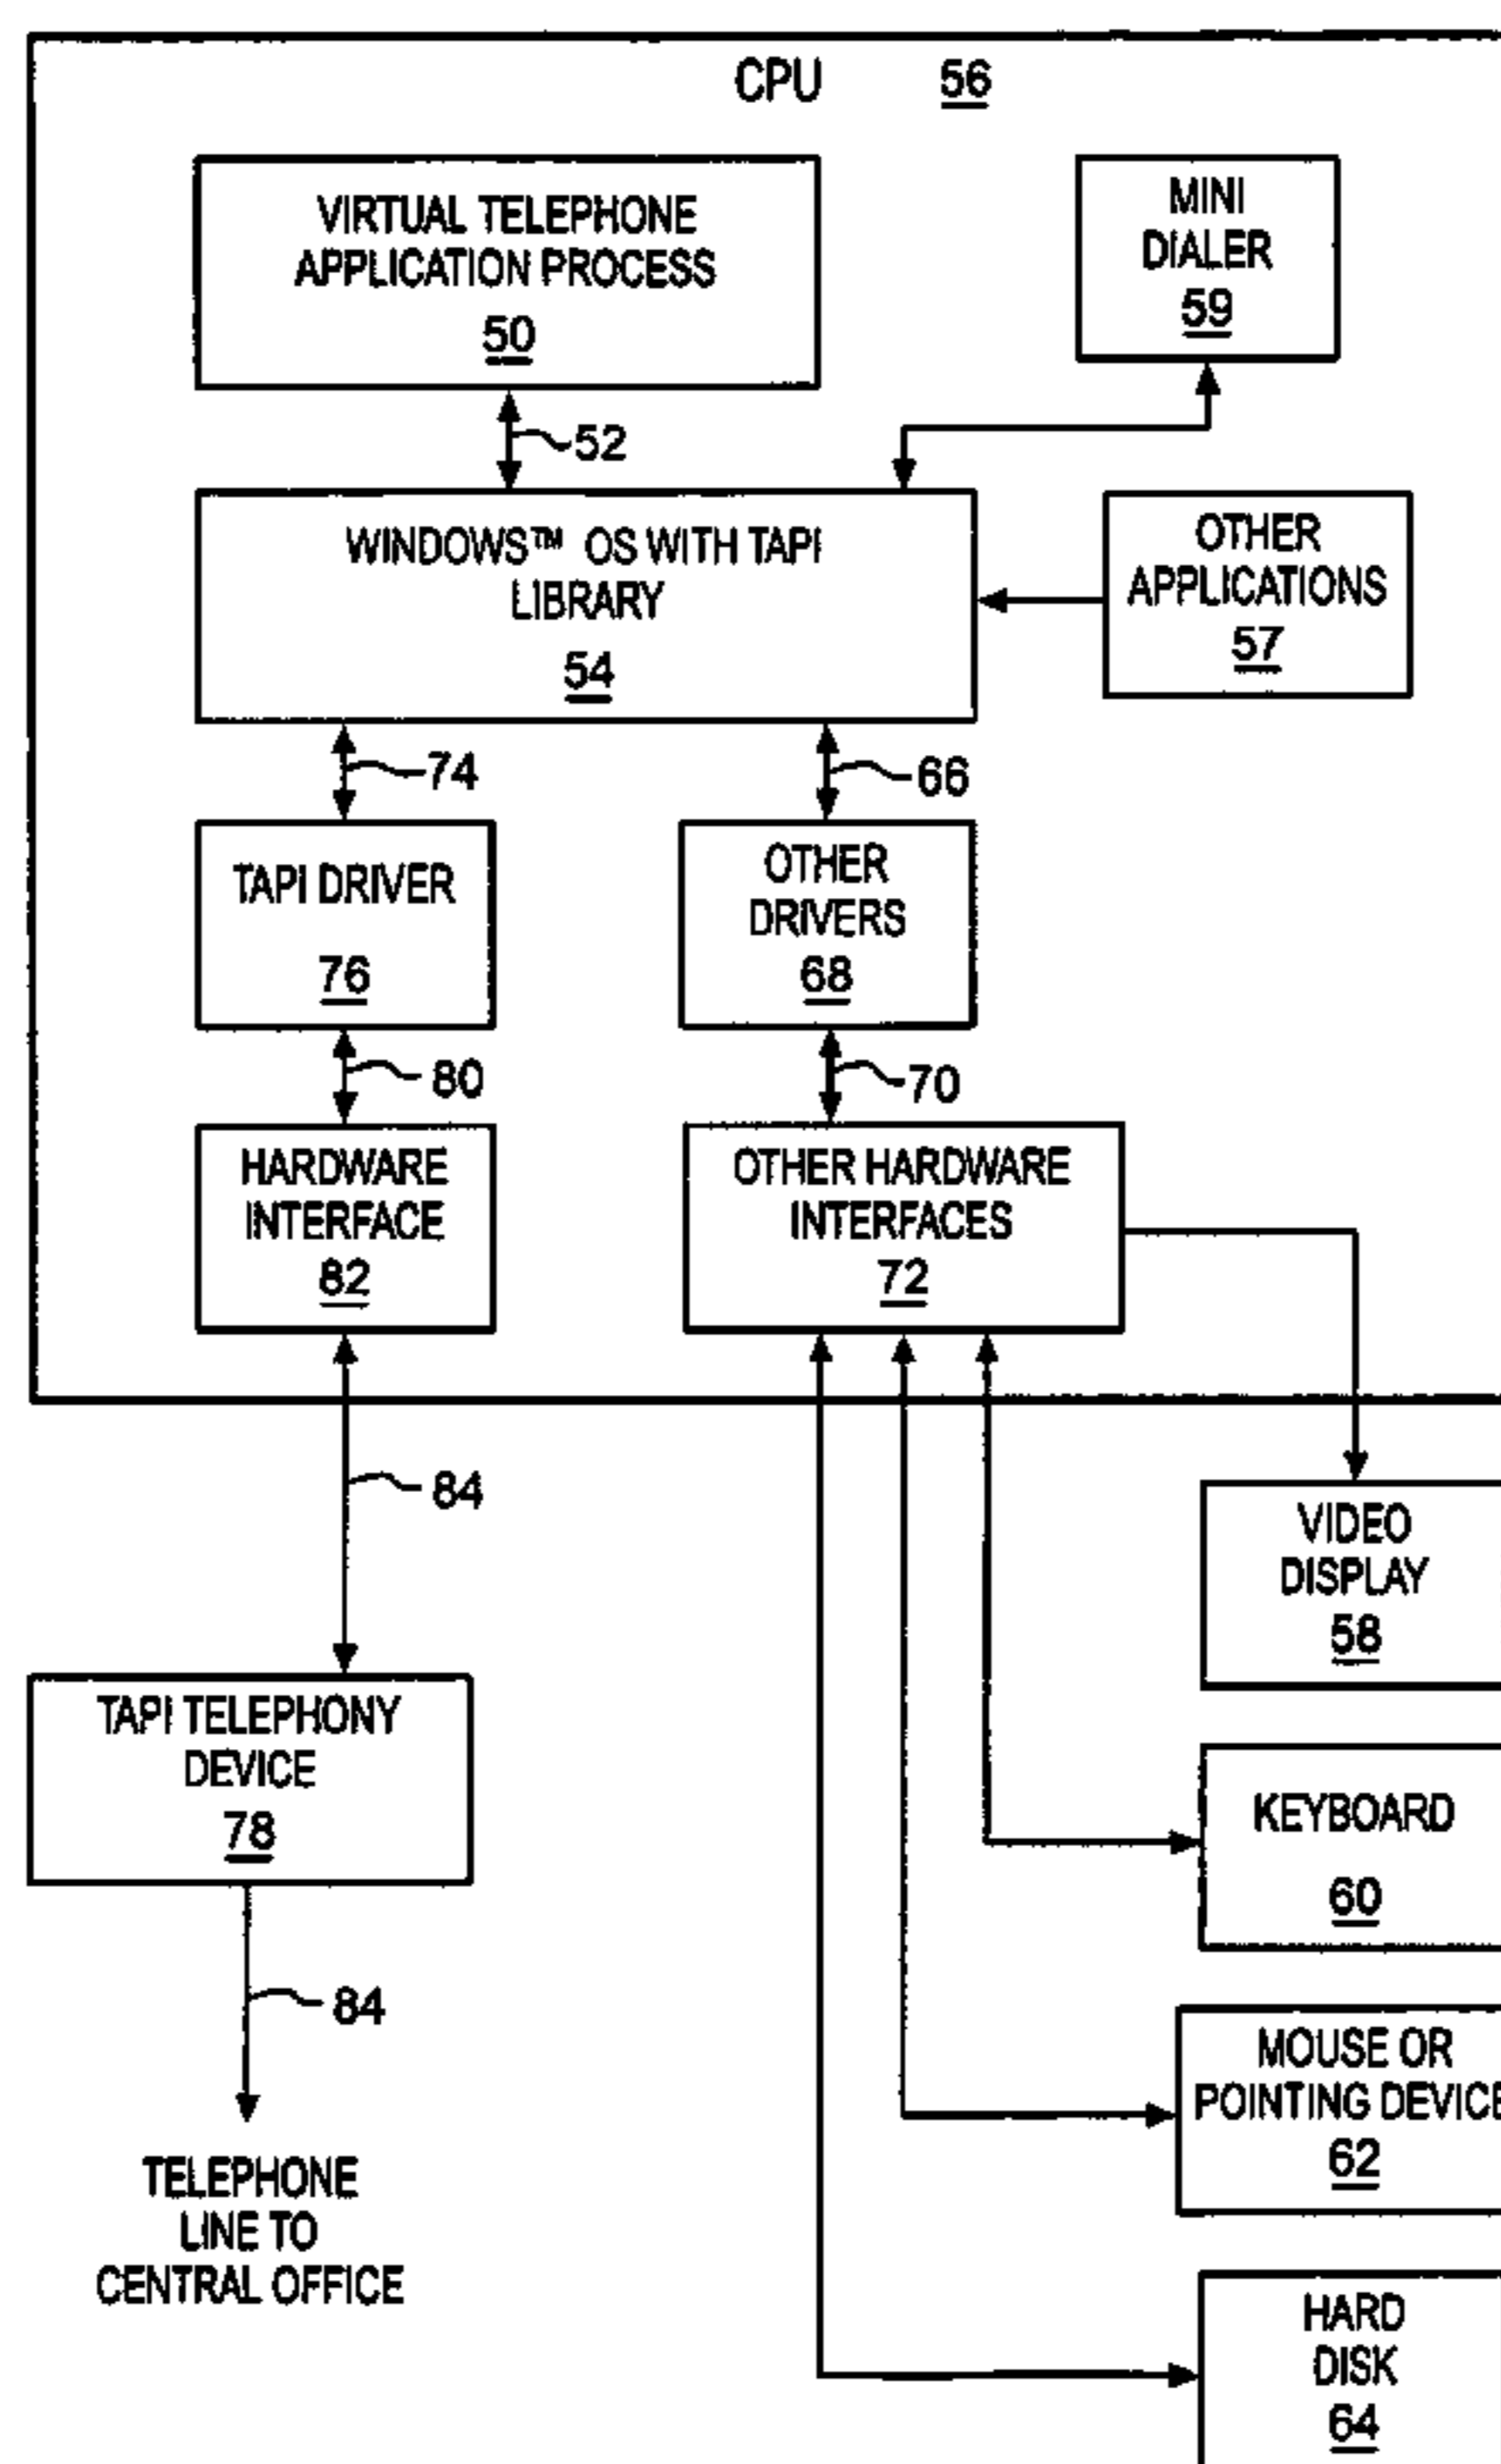 CPU 56
VIRTUAL TELEPHONE
APPLICATION PROCESS
50
MINI
DIALER
59
52
WINDOWS™ OS WITH TAPI
LIBRARY
54
OTHER
APPLICATIONS
57
74
66
TAPI DRIVER
76
OTHER
DRIVERS
68
80
70
HARDWARE
INTERFACE
82
OTHER HARDWARE
INTERFACES
72
84
VIDEO
DISPLAY
58
TAPI TELEPHONY
DEVICE
78
KEYBOARD
60
84
MOUSE OR
POINTING DEVICE
62
TELEPHONE
LINE TO
CENTRAL OFFICE
HARD
DISK
64